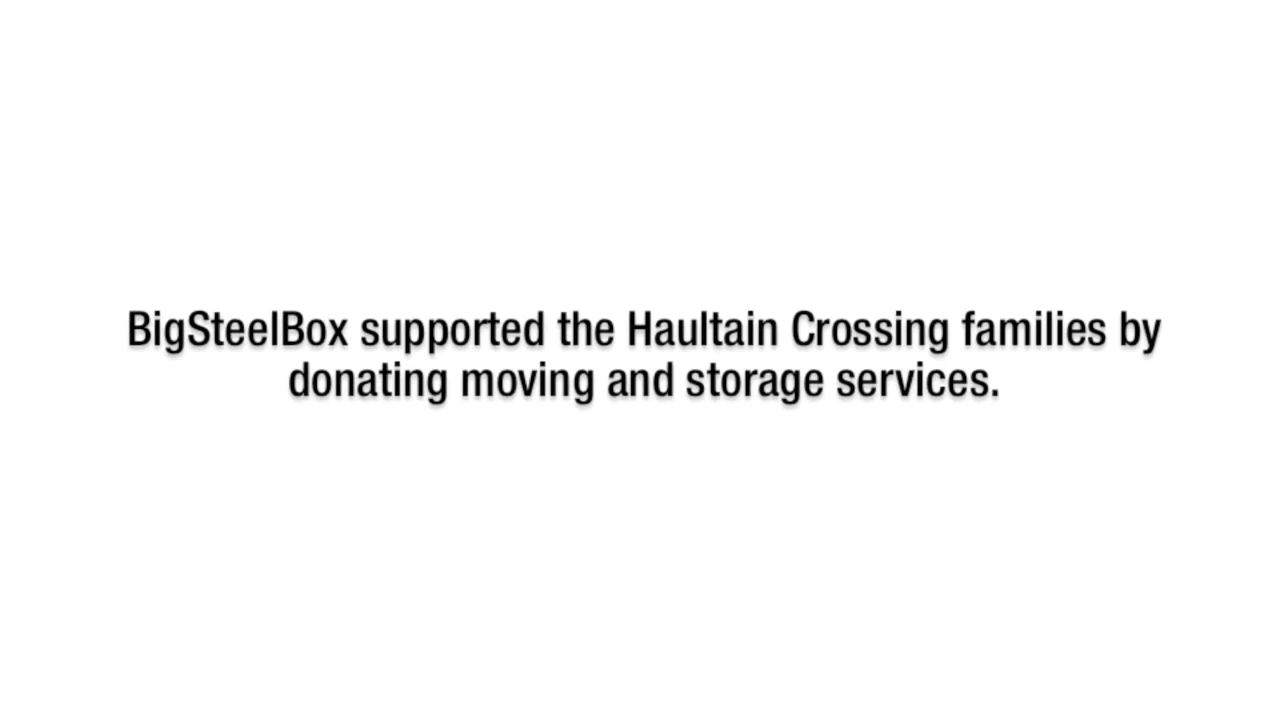 BigSteelBox supported the Haultain Crossing families by
donating moving and storage services.